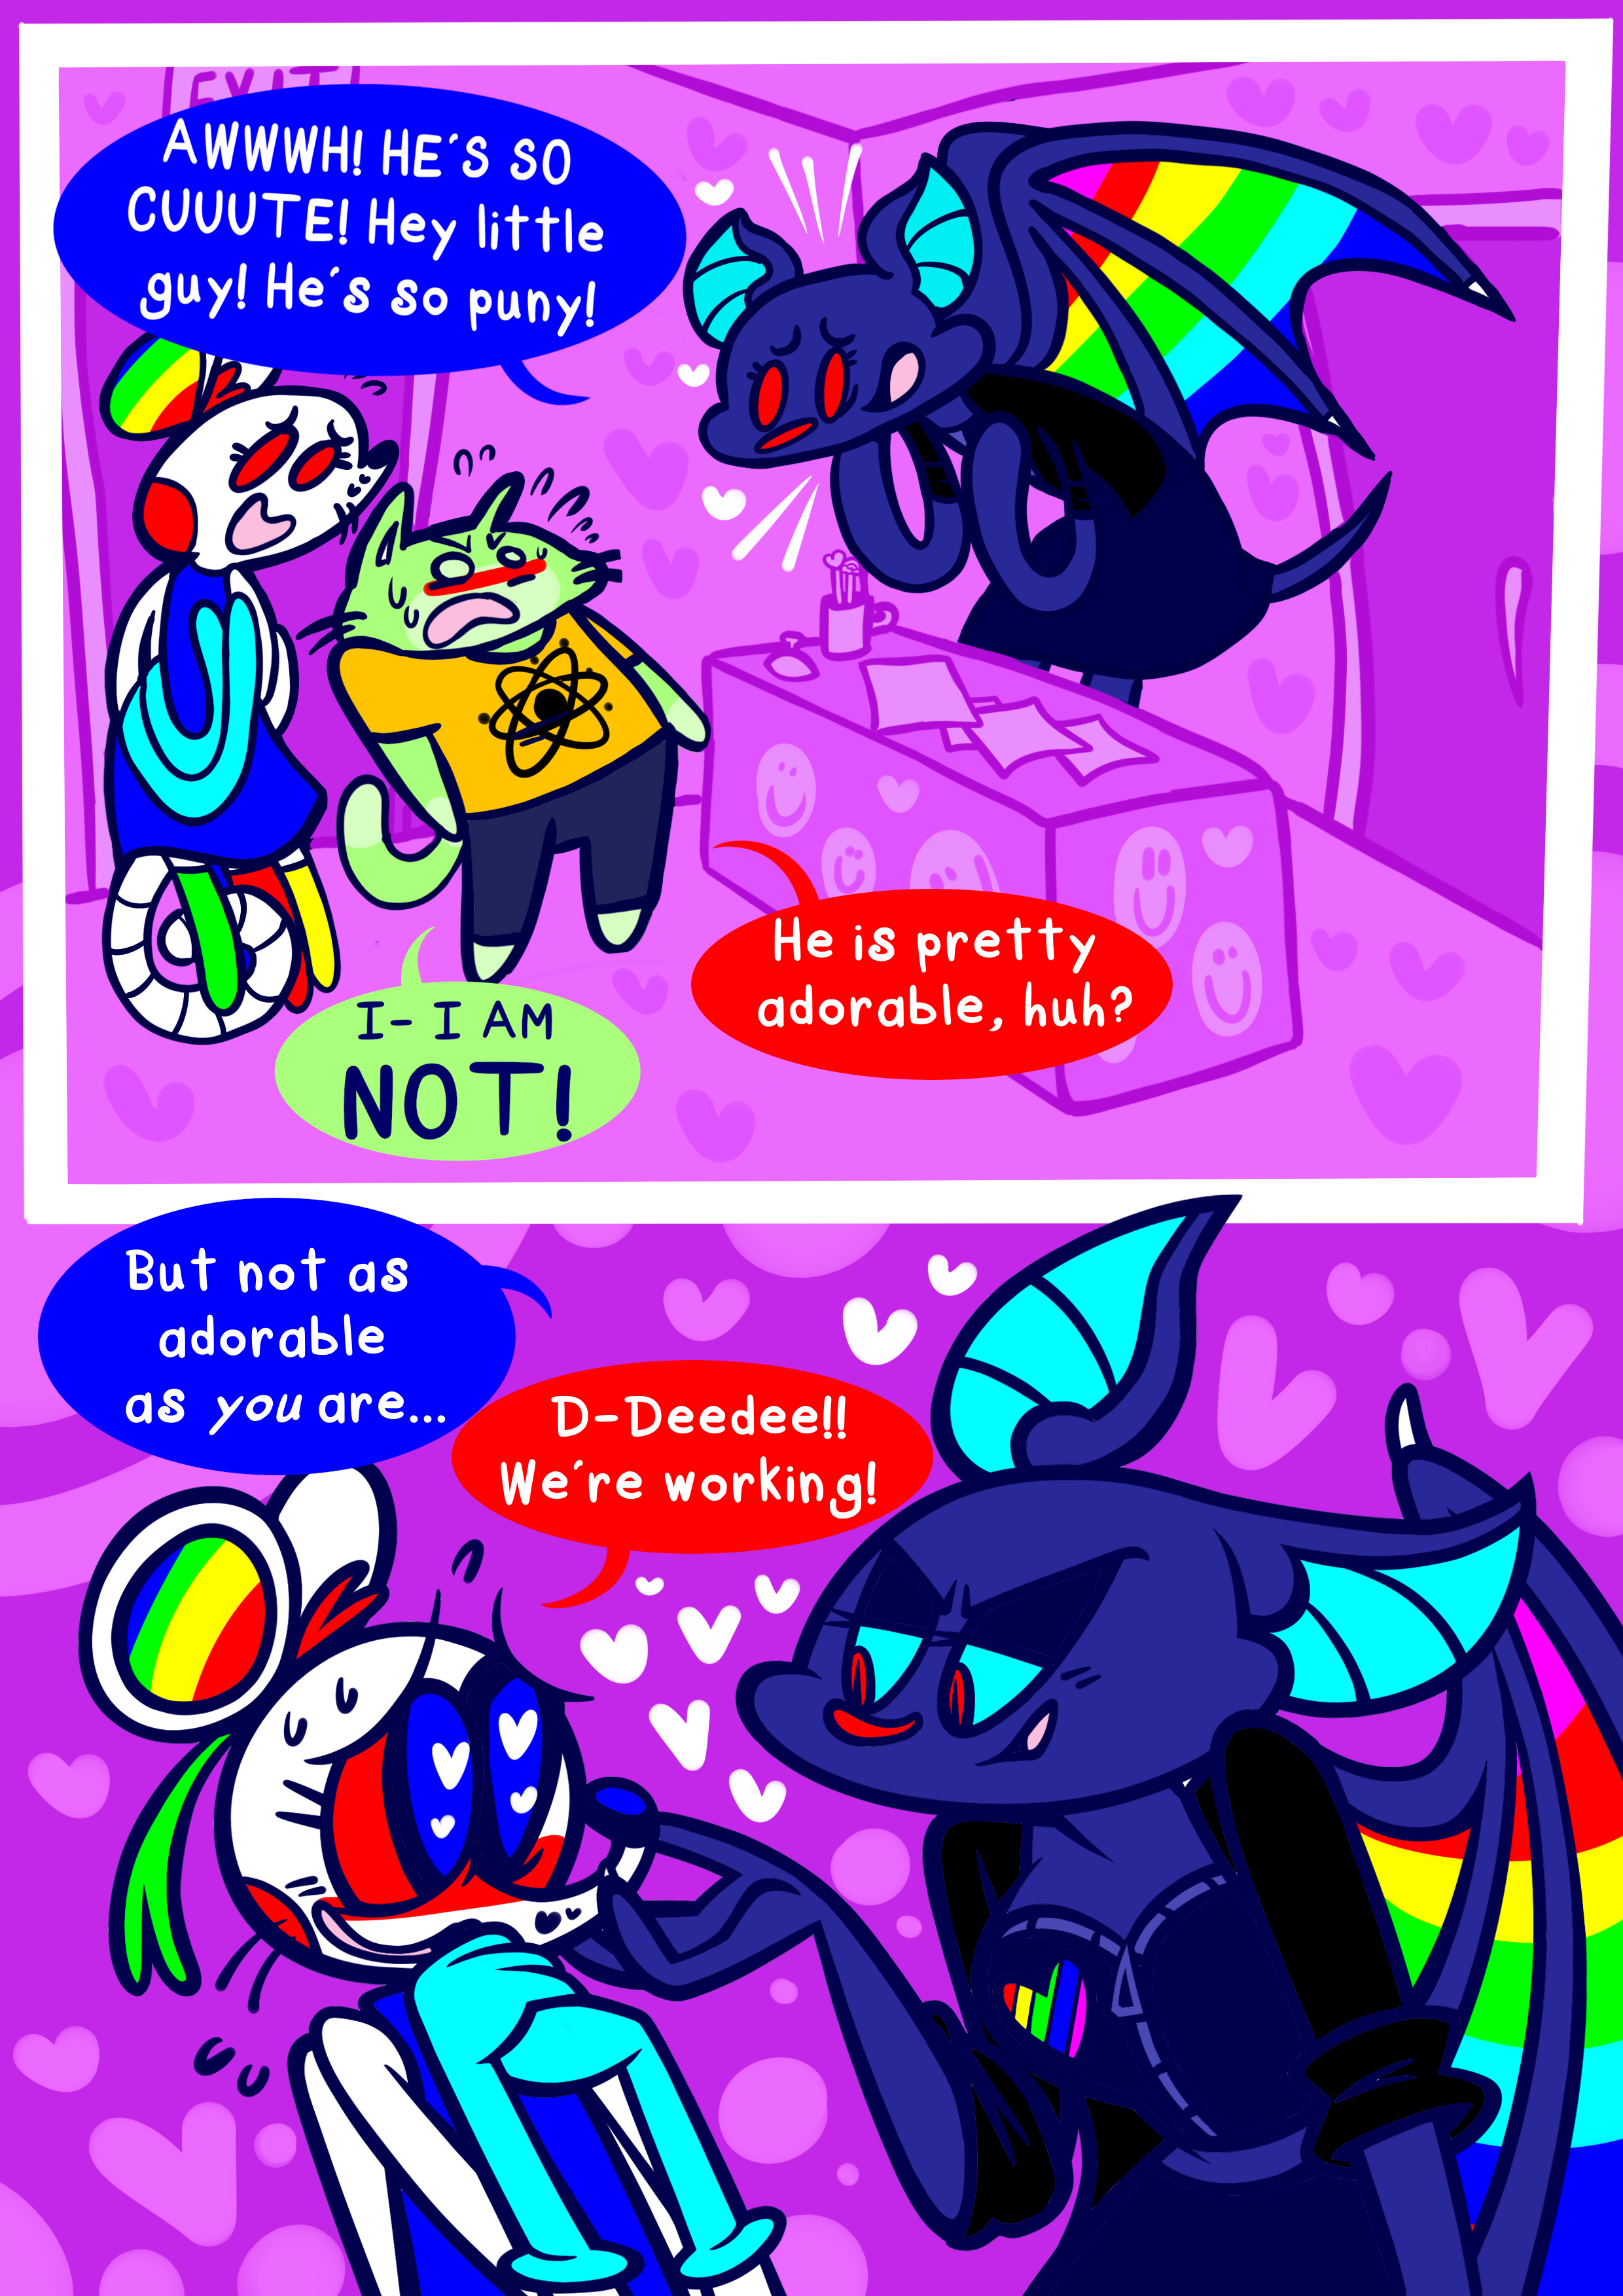 EXIT
AWWWH! HE'S SO
CUUUTE! Hey little
guy! He's so puny!
He is pretty
adorable, huh?
I-I AM
NOT!
But not as
adorable
as you are...
D-Deedee!!
We're working!